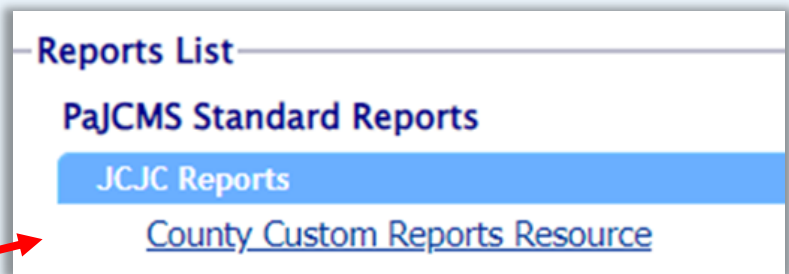 Reports List
PaJCMS Standard Reports
JCJC Reports
County Custom Reports Resource